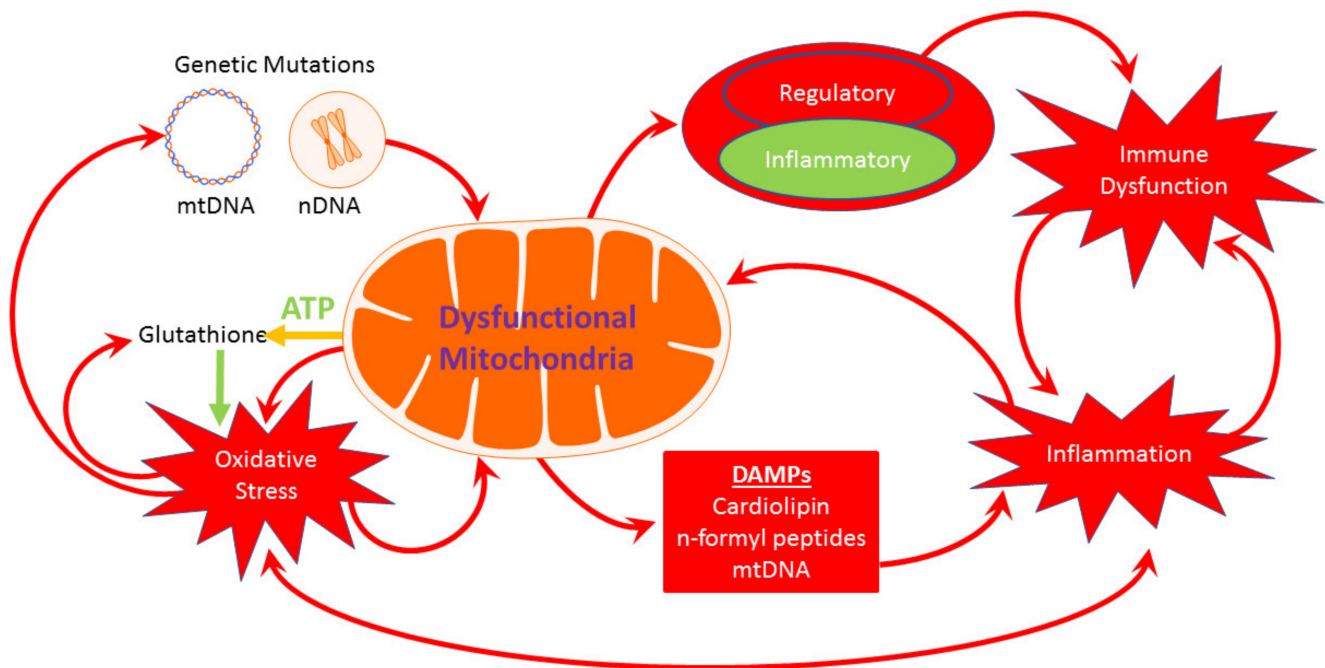 Genetic Mutations
mtDNA
nDNA
Regulatory
Inflammatory
Immune
Dysfunction
ATP
Glutathione
Dysfunctional
Mitochondria
Oxidative
Stress
DAMPs
Cardiolipin
n-formyl peptides
mtDNA
Inflammation